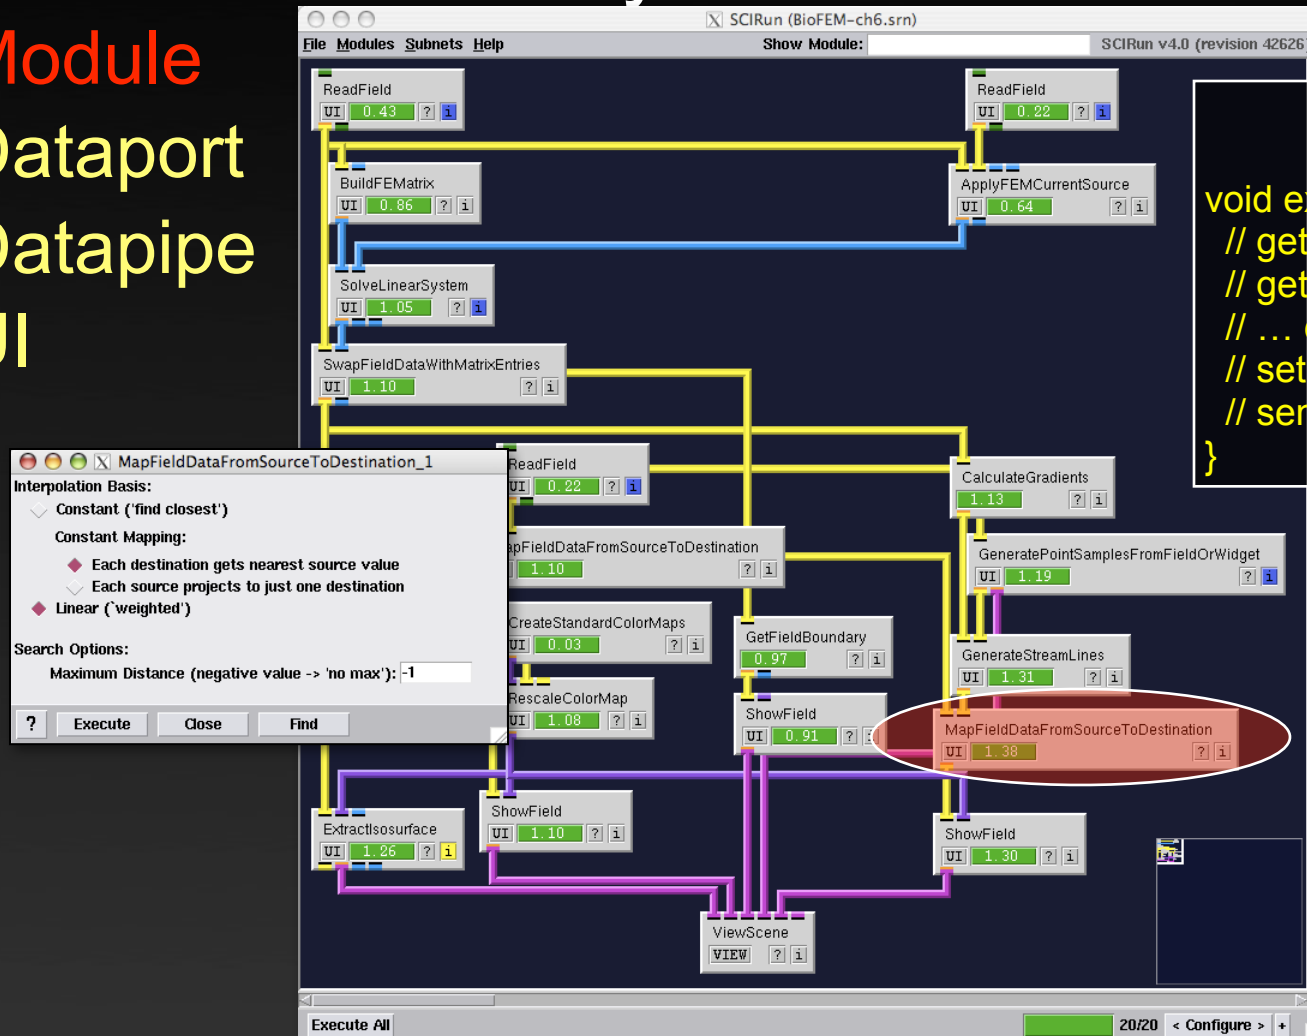 Module
Dataport
Datapipe
UI
SCIRun (BioFEM-ch6.srn)
File Modules Subnets Help
Show Module:
SCIRun v4.0 (revision 42626)
ReadField
UI 0.43 ? i
ReadField
UI 0.22 ? i
BuildFEMatrix
UI 0.86 ? i
ApplyFEMCurrentSource
UI 0.64 ? i
void ex
// get
// get
// …
// set
// sen
}
SolveLinearSystem
UI 1.05 ? i
SwapFieldDataWithMatrixEntries
UI 1.10 ? i
MapFieldDataFromSourceToDestination_1
Interpolation Basis:
Constant ('find closest')
Constant Mapping:
Each destination gets nearest source value
Each source projects to just one destination
Linear (`weighted')
Search Options:
Maximum Distance (negative value -> 'no max'): -1
? Execute Close Find
ReadField
UI 0.22 ? i
CalculateGradients
1.13 ? i
apFieldDataFromSourceToDestination
1.10 ? i
GeneratePointSamplesFromFieldOrWidget
UI 1.19 ? i
CreateStandardColorMaps
UI 0.03 ? i
GetFieldBoundary
0.97 ? i
GenerateStreamLines
UI 1.31 ? i
RescaleColorMap
UI 1.08 ? i
ShowField
UI 0.91 ? i
MapFieldDataFromSourceToDestination
UI 1.38 ? i
ExtractIsosurface
UI 1.26 ? i
ShowField
UI 1.10 ? i
ShowField
UI 1.30 ? i
ViewScene
VIEW ? i
Execute All
20/20 < Configure > +